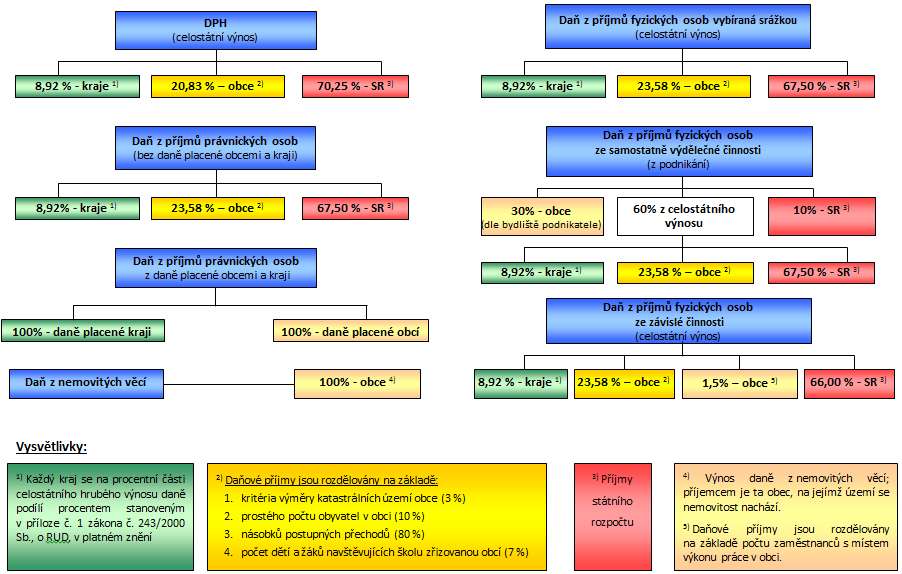 DPH
(celostátní výnos)
8,92 % - kraje 1)
20,83 % – obce 2)
70,25 % - SR 3)
Daň z příjmů právnických osob
(bez daně placené obcemi a kraji)
8,92% - kraje 1)
23,58 % – obce 2)
67,50 % - SR 3)
Daň z příjmů právnických osob
z daně placené obcemi a kraji)
100% - daně placené kraji
100% - daně placené obcí
Daň z nemovitých věcí
100% - obce 4)
Daň z příjmů fyzických osob vybíraná srážkou
(celostátní výnos)
8,92% - kraje 1)
23,58 % – obce 2)
67,50 % - SR 3)
Daň z příjmů fyzických osob
ze samostatně výdělečné činnosti
(z podnikání)
30% - obce
(dle bydliště podnikatele)
60% z celostátního
výnosu
10% - SR 3)
8,92% - kraje 1)
23,58 % – obce 2)
67,50 % - SR 3)
Daň z příjmů fyzických osob
ze závislé činnosti
(celostátní výnos)
8,92 % - kraje 1)
23,58 % – obce 2)
1,5% – obce 5)
66,00 % - SR 3)
Vysvětlivky:
1) Každý kraj se na procentní části
celostátního hrubého výnosu daně
podílí procentem stanoveným
v příloze č. 1 zákona č. 243/2000
Sb., o RUD, v platném znění
2) Daňové příjmy jsou rozdělovány na základě:
1. kritéria výměry katastrálních území obce (3 %)
2. prostého počtu obyvatel v obci (10 %)
3. násobků postupných přechodů (80 %)
4. počet dětí a žáků navštěvujících školu zřizovanou obcí (7 %)
3) Příjmy
státního
rozpočtu
4) Výnos daně z nemovitých věcí;
příjemcem je ta obec, na jejímž území se
nemovitost nachází.
5) Daňové příjmy jsou rozdělovány
na základě počtu zaměstnanců s místem
výkonu práce v obci.